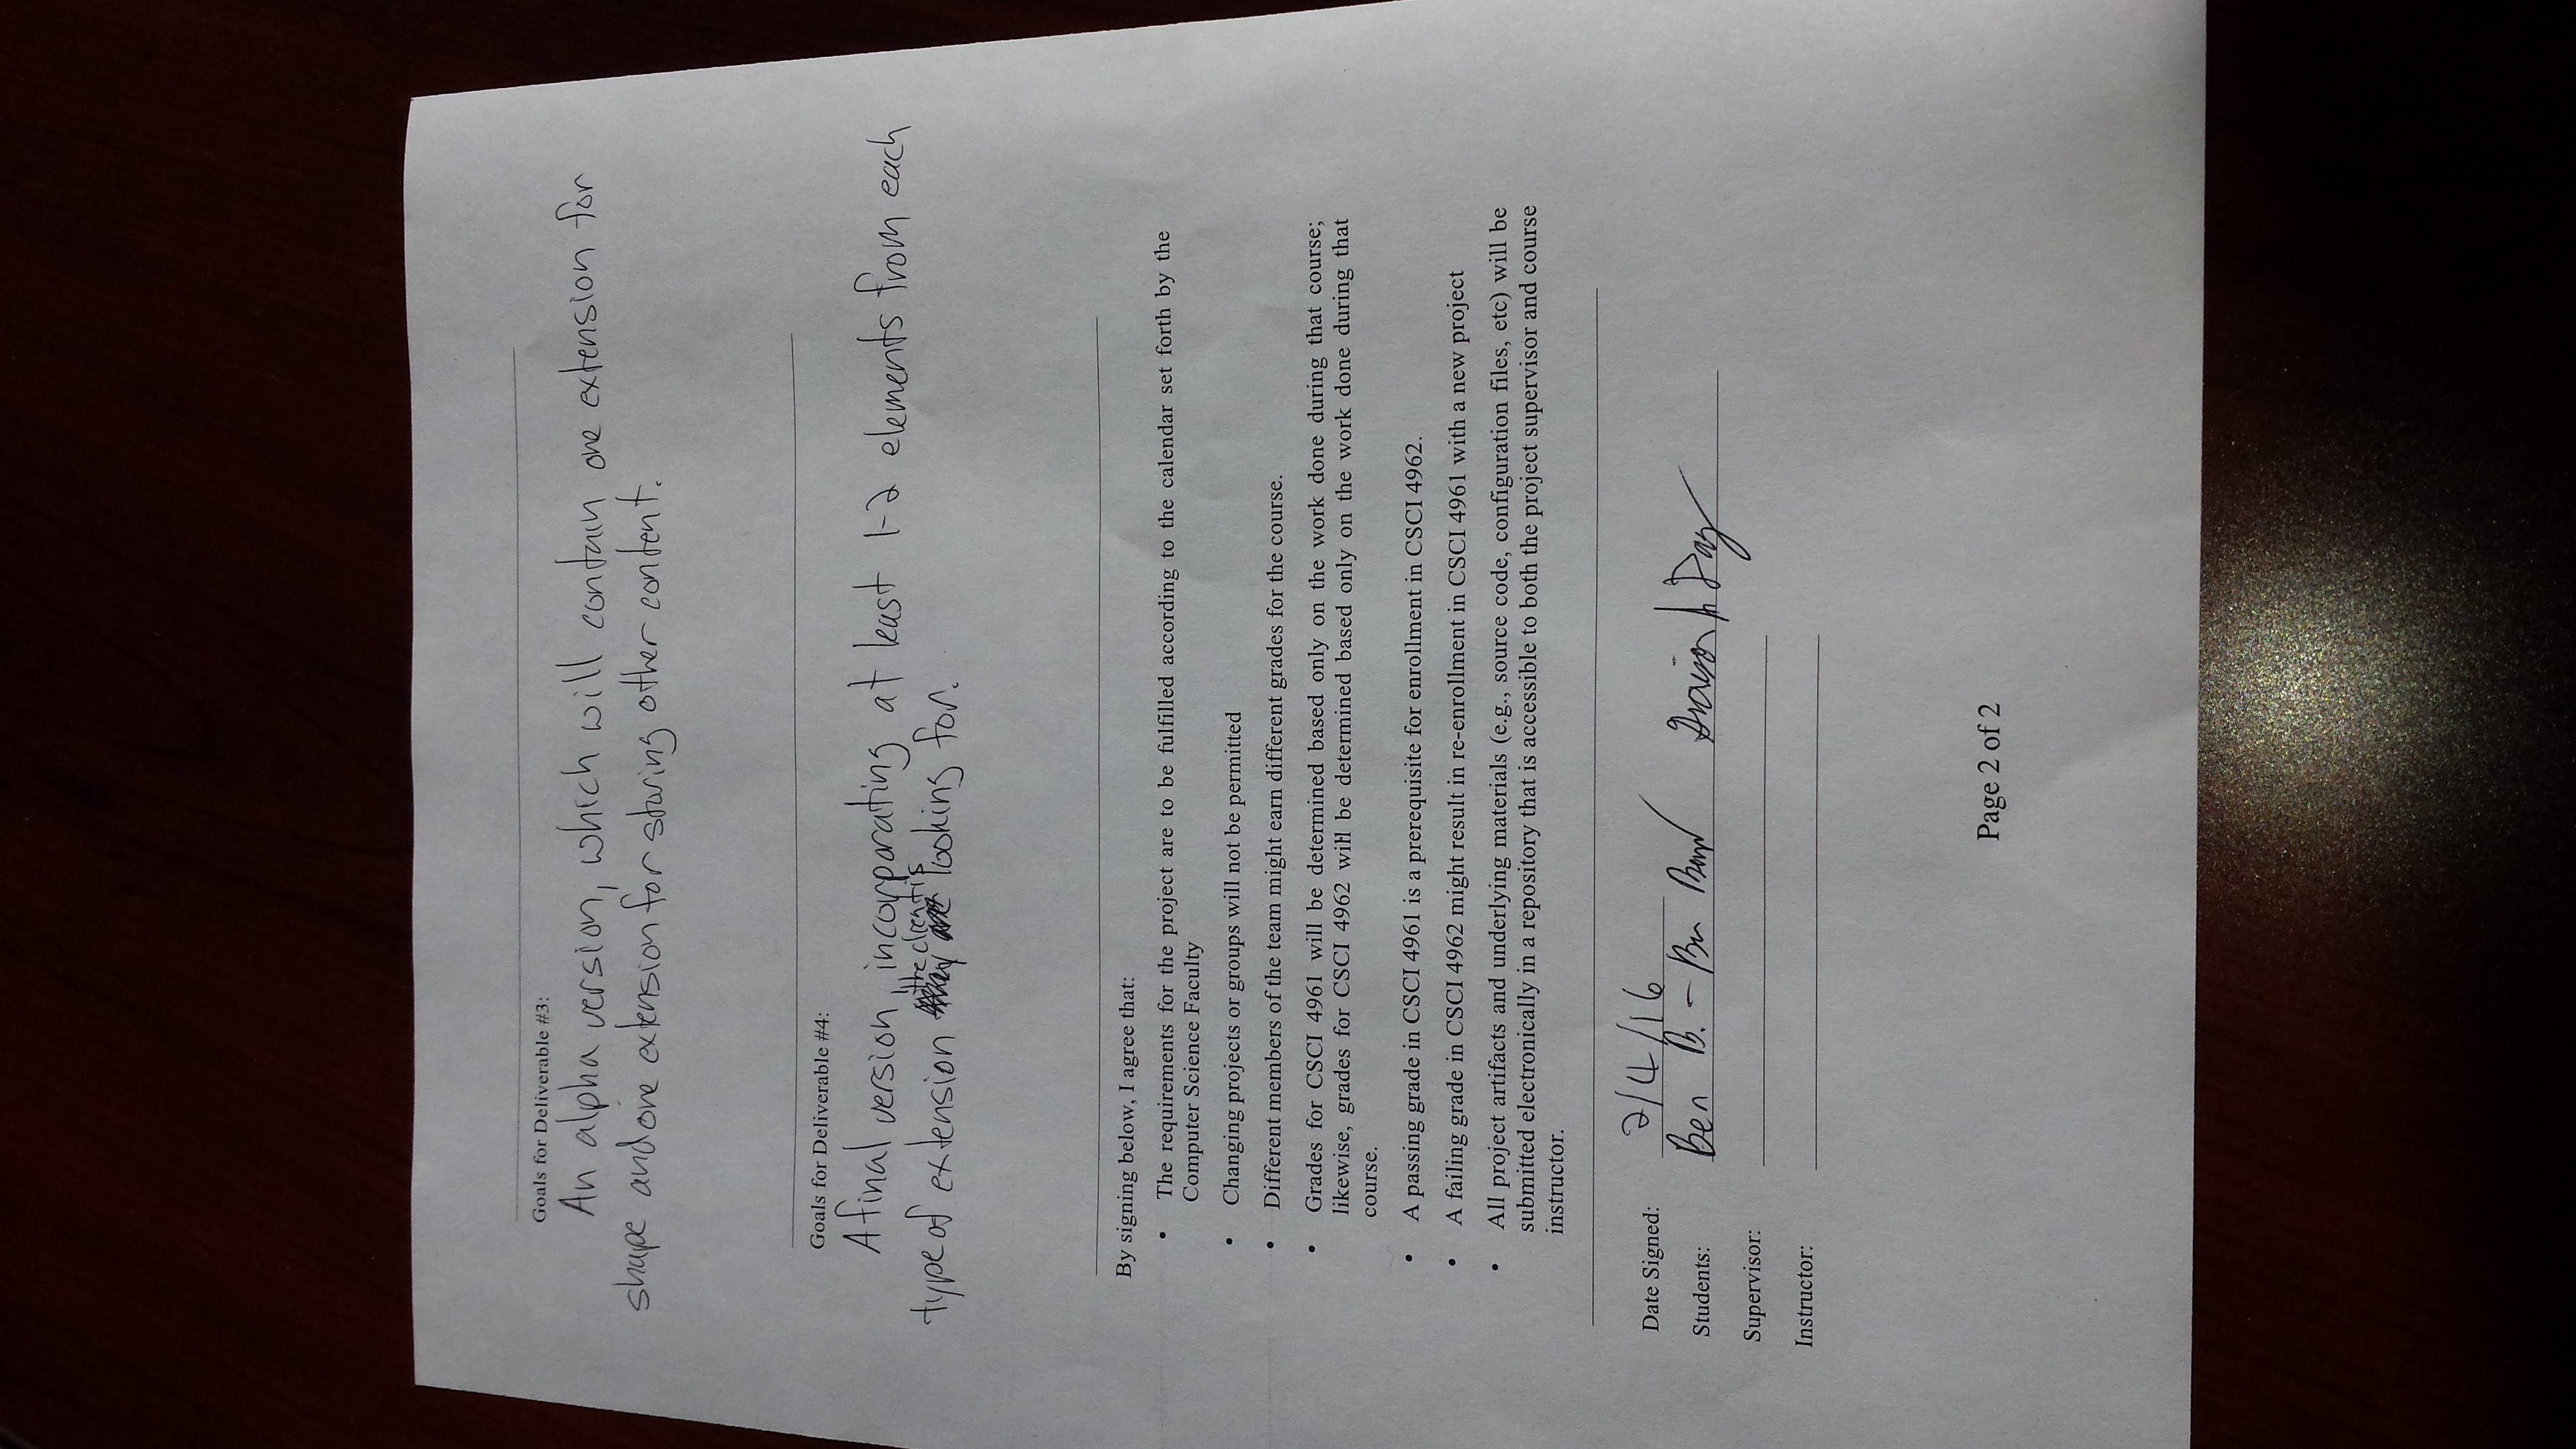 Goals for Deliverable #3:
An alpha version, which will contain one extension for
shape and one extension for storing other content.
Goals for Deliverable #4:
A final version, incorporating at least 1-2 elements from each
the client is
type of extension looking for.
By signing below, I agree that:
• The requirements for the project are to be fulfilled according to the calendar set forth by the
Computer Science Faculty
• Changing projects or groups will not be permitted
• Different members of the team might earn different grades for the course.
• Grades for CSCI 4961 will be determined based only on the work done during that course;
likewise, grades for CSCI 4962 will be determined based only on the work done during that
course.
• A passing grade in CSCI 4961 is a prerequisite for enrollment in CSCI 4962.
• A failing grade in CSCI 4962 might result in re-enrollment in CSCI 4961 with a new project
• All project artifacts and underlying materials (e.g., source code, configuration files, etc) will be
submitted electronically in a repository that is accessible to both the project supervisor and course
instructor.
Date Signed: 2/4/16
Students: Ben B. - Ben Day
Supervisor:
Instructor:
Page 2 of 2